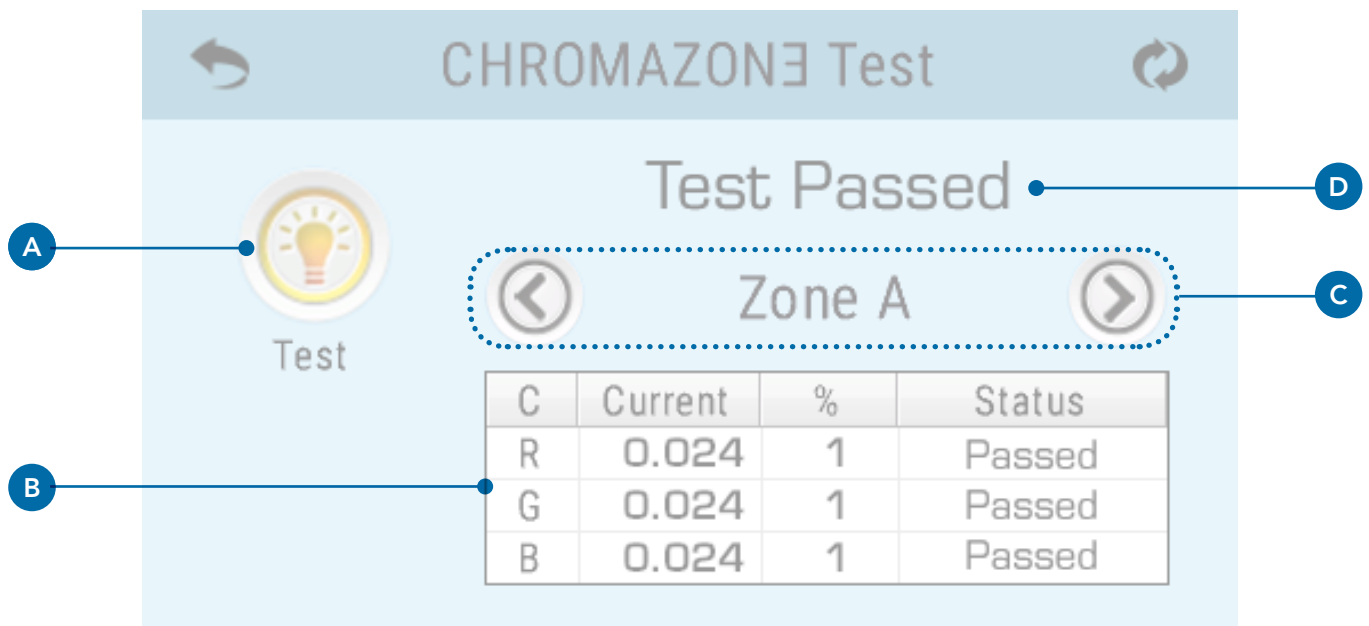 CHROMAZONƎ Test
Test Passed
D
A
Zone A
C
Test
C Current % Status
R 0.024 1 Passed
B
G 0.024 1 Passed
B 0.024 1 Passed